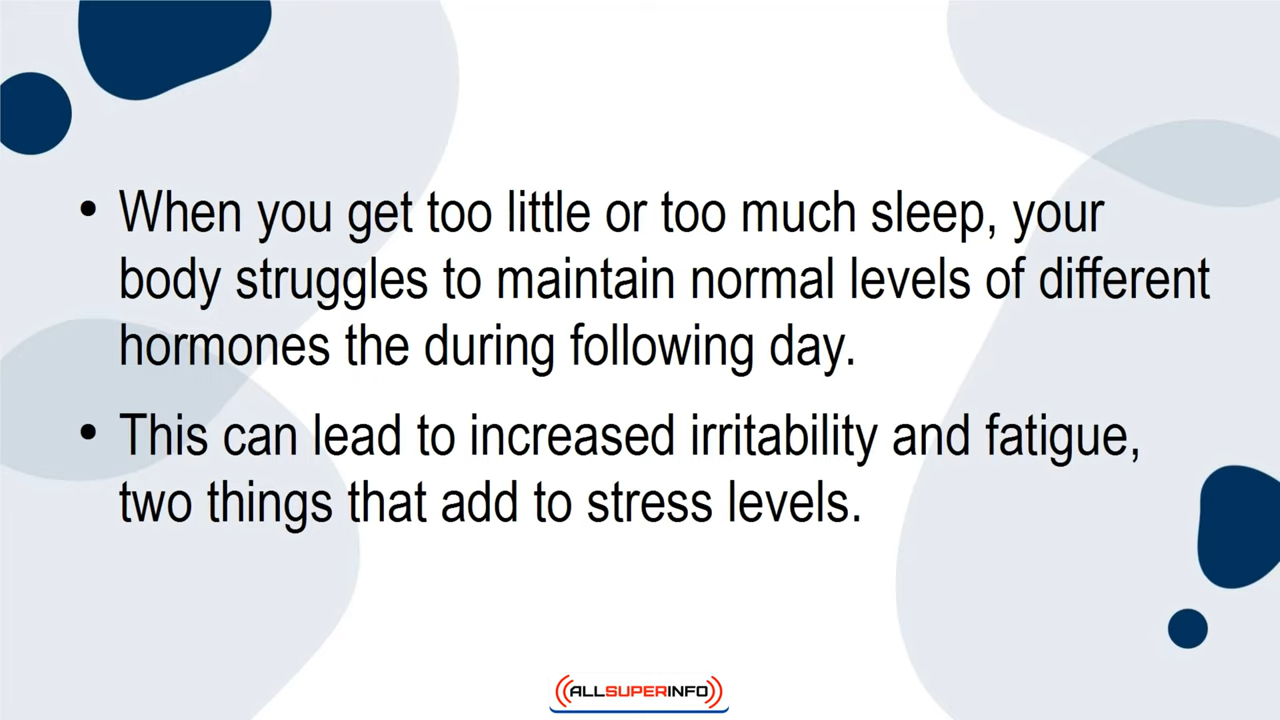 • When you get too little or too much sleep, your
body struggles to maintain normal levels of different
hormones the during following day.
• This can lead to increased irritability and fatigue,
two things that add to stress levels.
ALLSUPERINFO